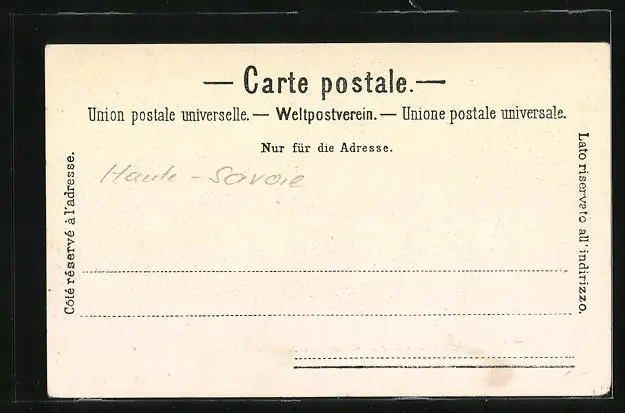 — Carte postale. —
Union postale universelle. — Weltpostverein. — Unione postale universale.
Nur für die Adresse.
Haute - Savoie
Côté réservé à l'adresse.
Lato riservato all'indirizzo.